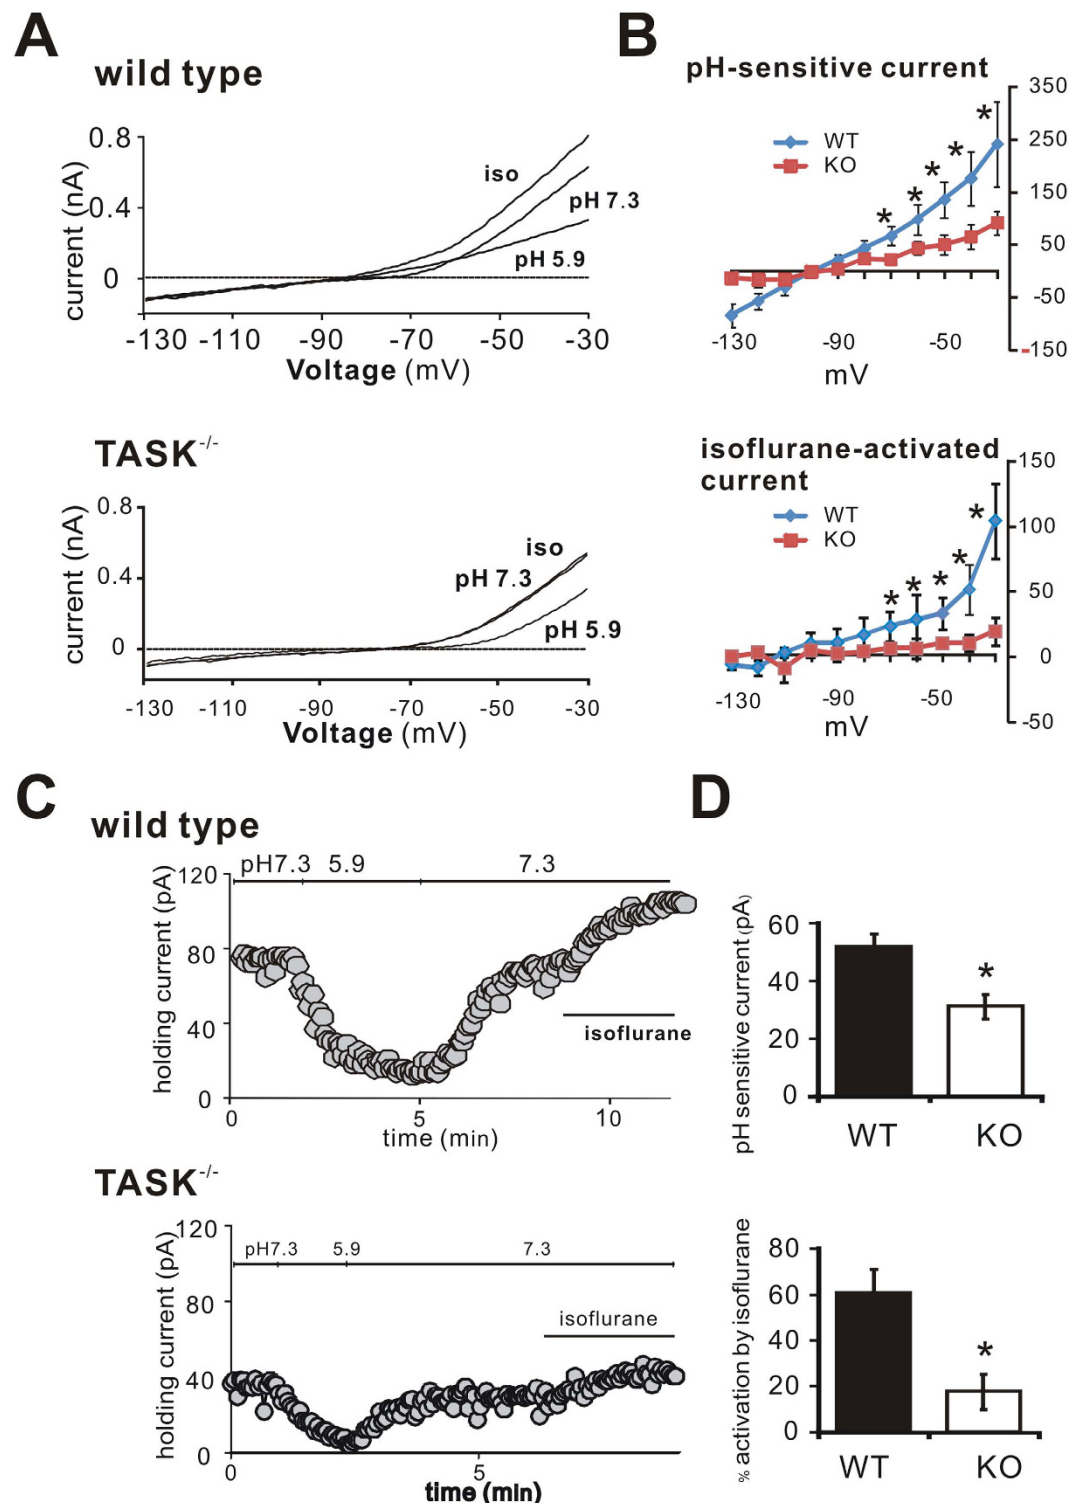 A
wild type
current (nA)
0.8
0.4
0
iso
pH 7.3
pH 5.9
-130 -110 -90 -70 -50 -30
Voltage (mV)
TASK-/-
current (nA)
0.8
0.4
0
iso
pH 7.3
pH 5.9
-130 -110 -90 -70 -50 -30
Voltage (mV)
B
pH-sensitive current
WT
KO
* * * * *
350
250
150
50
-50
-150
-130 -90 -50
mV
isoflurane-activated
current
WT
KO
* * * * *
150
100
50
0
-50
-130 -90 -50
mV
C
wild type
holding current (pA)
120
80
40
0
pH7.3 5.9 7.3
isoflurane
0 5 10
time (min)
TASK-/-
holding current (pA)
120
80
40
0
pH7.3 5.9 7.3
isoflurane
0 5
time (min)
D
pH sensitive current (pA)
60
40
20
0
*
WT KO
% activation by isoflurane
80
60
40
20
0
*
WT KO